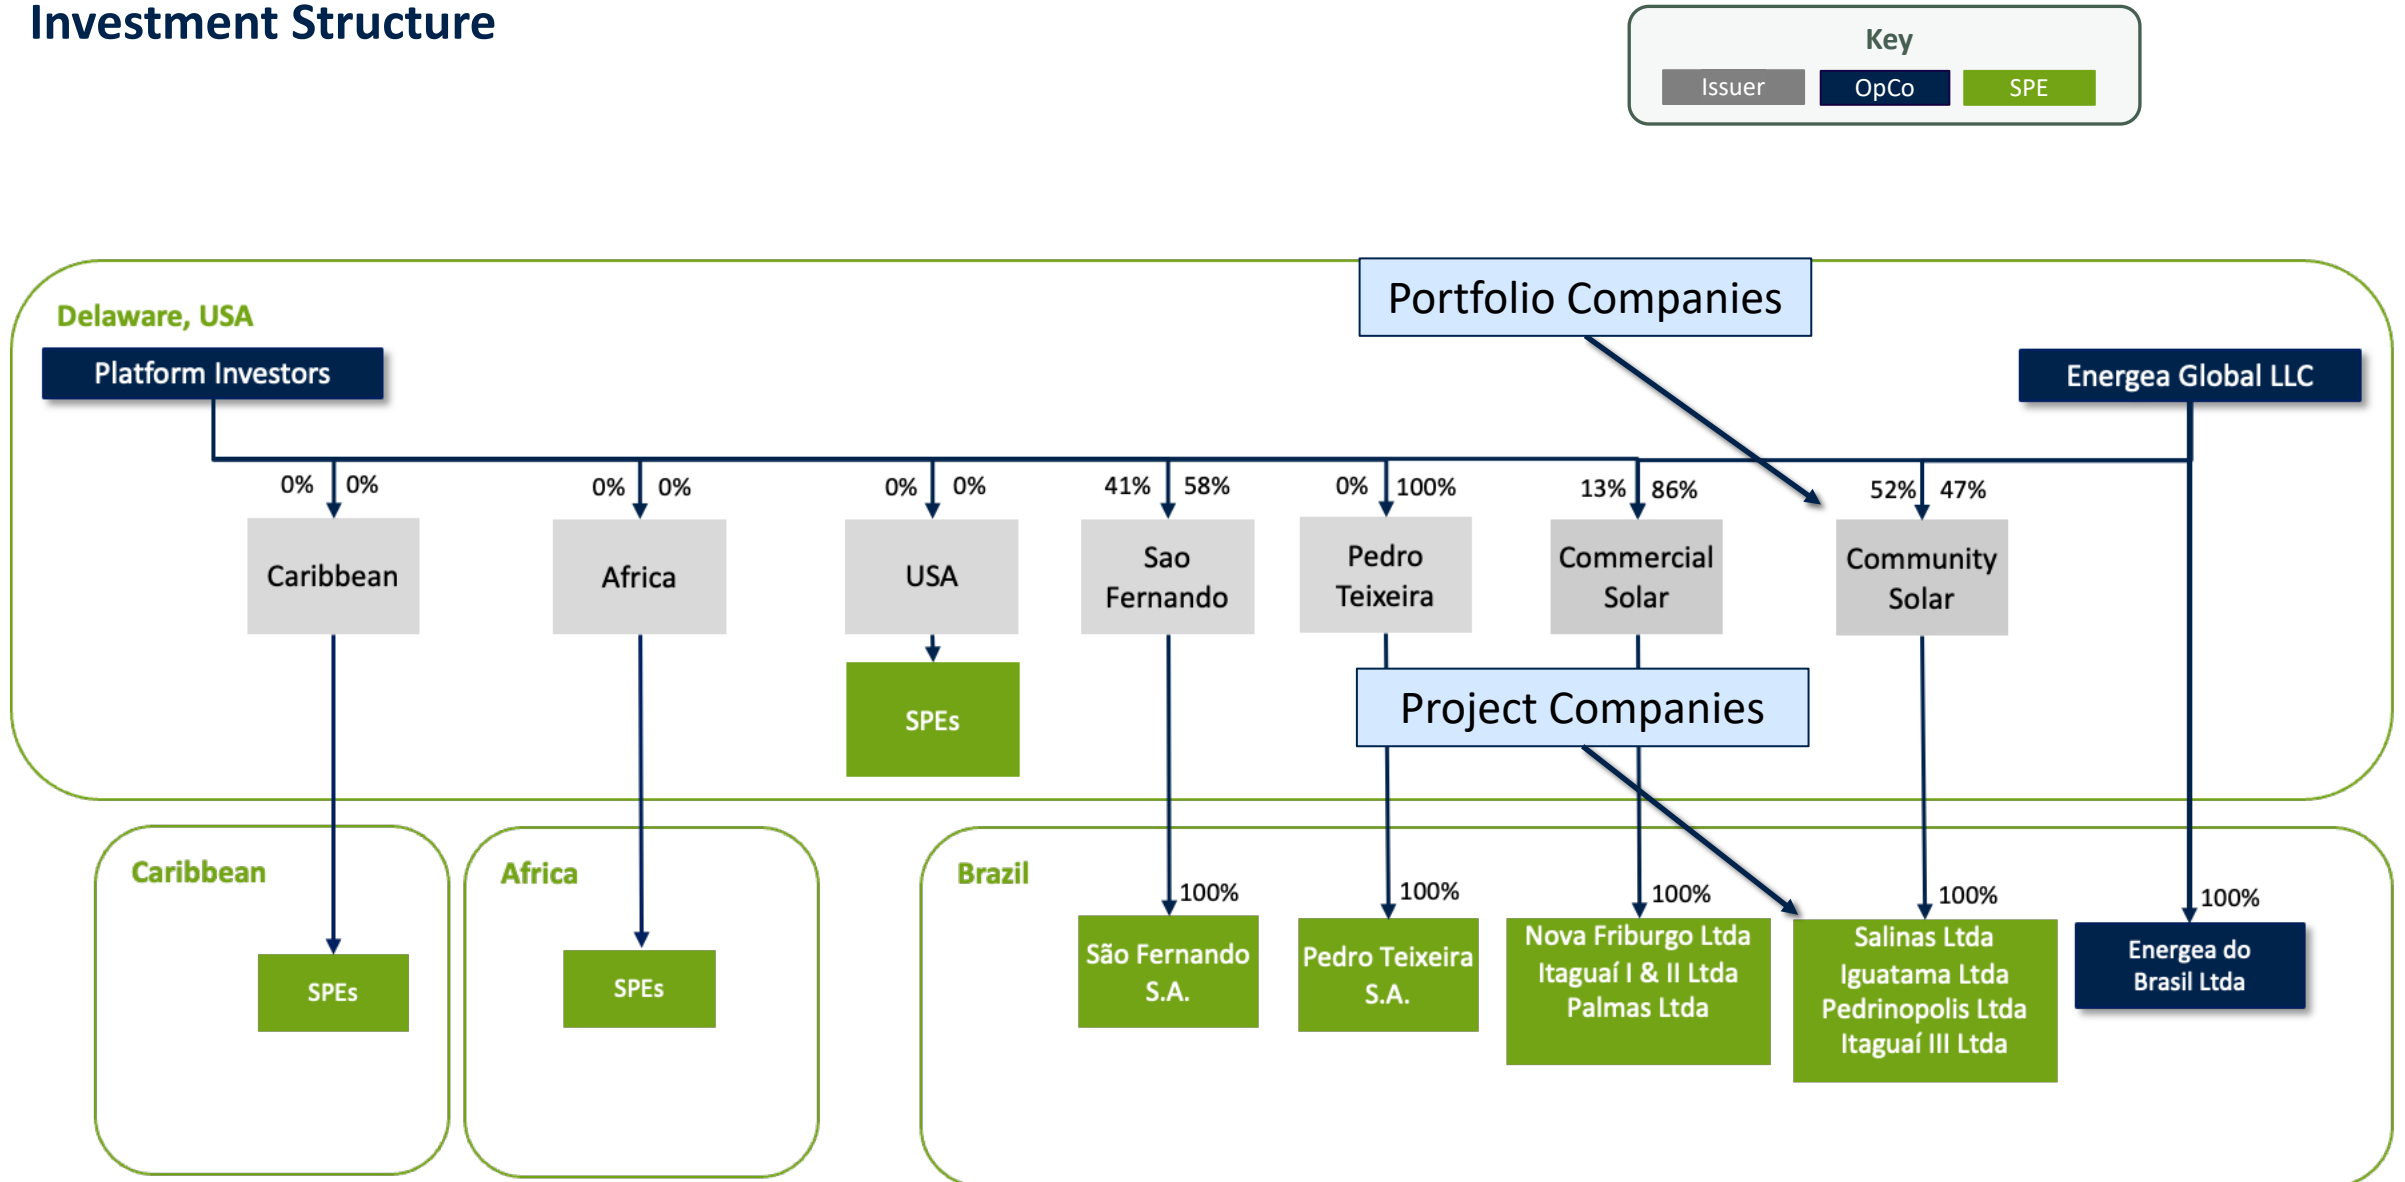 Investment Structure
Key
Issuer
OpCo
SPE
Portfolio Companies
Delaware, USA
Platform Investors
Energea Global LLC
0% 0%
0% 0%
0% 0%
41% 58%
0% 100%
13% 86%
52% 47%
Caribbean
Africa
USA
Sao
Fernando
Pedro
Teixeira
Commercial
Solar
Community
Solar
SPEs
Project Companies
Caribbean
Africa
Brazil
100%
100%
100%
100%
100%
SPEs
SPEs
São Fernando
S.A.
Pedro Teixeira
S.A.
Nova Friburgo Ltda
Itaguaí I & II Ltda
Palmas Ltda
Salinas Ltda
Iguatama Ltda
Pedrinopolis Ltda
Itaguaí III Ltda
Energea do
Brasil Ltda